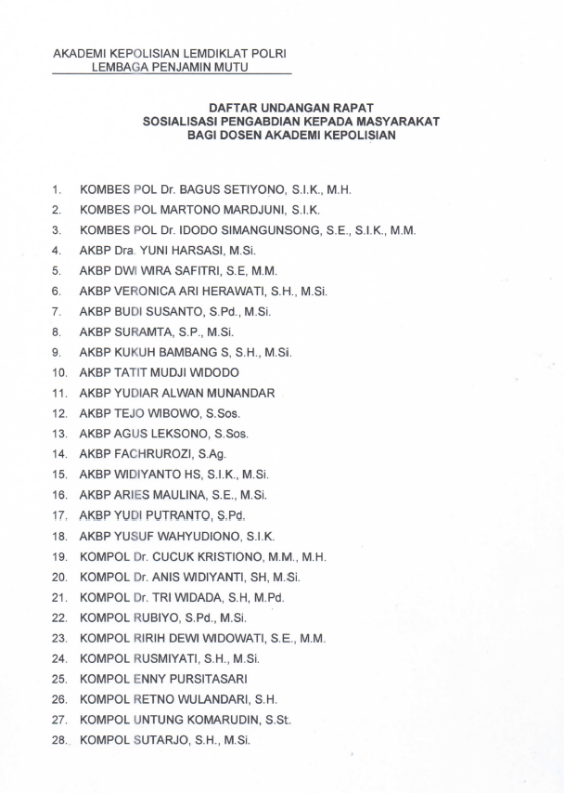 AKADEMI KEPOLISIAN LEMDIKLAT POLRI
LEMBAGA PENJAMIN MUTU
DAFTAR UNDANGAN RAPAT
SOSIALISASI PENGABDIAN KEPADA MASYARAKAT
BAGI DOSEN AKADEMI KEPOLISIAN
1. KOMBES POL Dr. BAGUS SETIYONO, S.I.K., M.H.
2. KOMBES POL MARTONO MARDJUNI, S.I.K.
3. KOMBES POL Dr. IDODO SIMANGUNSONG, S.E., S.I.K., M.M.
4. AKBP Dra. YUNI HARSASI, M.Si.
5. AKBP DWI WIRA SAFITRI, S.E, M.M.
6. AKBP VERONICA ARI HERAWATI, S.H., M.Si.
7. AKBP BUDI SUSANTO, S.Pd., M.Si.
8. AKBP SURAMTA, S.P., M.Si.
9. AKBP KUKUH BAMBANG S, S.H., M.Si.
10. AKBP TATIT MUDJI WIDODO
11. AKBP YUDIAR ALWAN MUNANDAR
12. AKBP TEJO WIBOWO, S.Sos.
13. AKBP AGUS LEKSONO, S.Sos.
14. AKBP FACHRUROZI, S.Ag.
15. AKBP WIDIYANTO HS, S.I.K., M.Si.
16. AKBP ARIES MAULINA, S.E., M.Si.
17. AKBP YUDI PUTRANTO, S.Pd.
18. AKBP YUSUF WAHYUDIONO, S.I.K.
19. KOMPOL Dr. CUCUK KRISTIONO, M.M., M.H.
20. KOMPOL Dr. ANIS WIDIYANTI, SH, M.Si.
21. KOMPOL Dr. TRI WIDADA, S.H, M.Pd.
22. KOMPOL RUBIYO, S.Pd., M.Si.
23. KOMPOL RIRIH DEWI WIDOWATI, S.E., M.M.
24. KOMPOL RUSMIYATI, S.H., M.Si.
25. KOMPOL ENNY PURSITASARI
26. KOMPOL RETNO WULANDARI, S.H.
27. KOMPOL UNTUNG KOMARUDIN, S.St.
28. KOMPOL SUTARJO, S.H., M.Si.